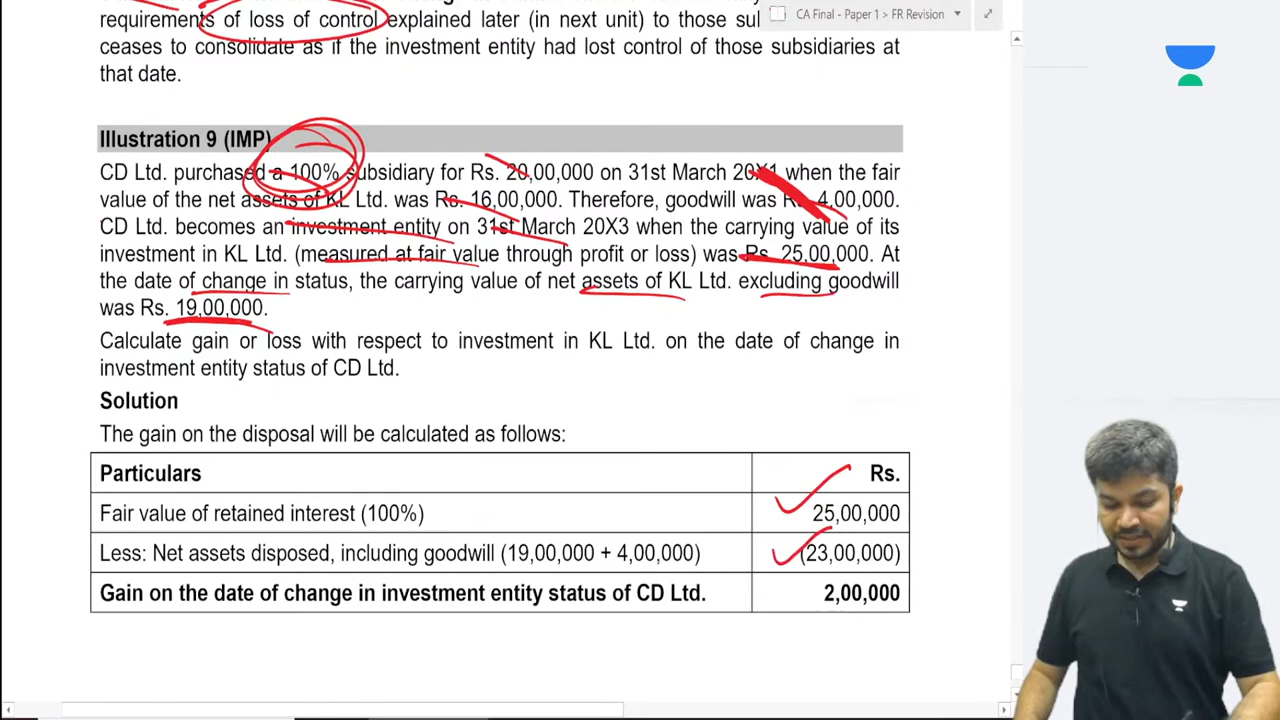 requirements of loss of control explained later (in next unit) to those
CA Final - Paper 1 > FR Revision
ceases to consolidate as if the investment entity had lost control of those subsidiaries at
that date.
Illustration 9 (IMP)
CD Ltd. purchased a 100% subsidiary for Rs. 20,00,000 on 31st March 20X1 when the fair
value of the net assets of KL Ltd. was Rs. 16,00,000. Therefore, goodwill was Rs. 4,00,000.
CD Ltd. becomes an investment entity on 31st March 20X3 when the carrying value of its
investment in KL Ltd. (measured at fair value through profit or loss) was Rs. 25,00,000. At
the date of change in status, the carrying value of net assets of KL Ltd. excluding goodwill
was Rs. 19,00,000.
Calculate gain or loss with respect to investment in KL Ltd. on the date of change in
investment entity status of CD Ltd.
Solution
The gain on the disposal will be calculated as follows:
Particulars Rs.
Fair value of retained interest (100%) 25,00,000
Less: Net assets disposed, including goodwill (19,00,000 + 4,00,000) (23,00,000)
Gain on the date of change in investment entity status of CD Ltd. 2,00,000